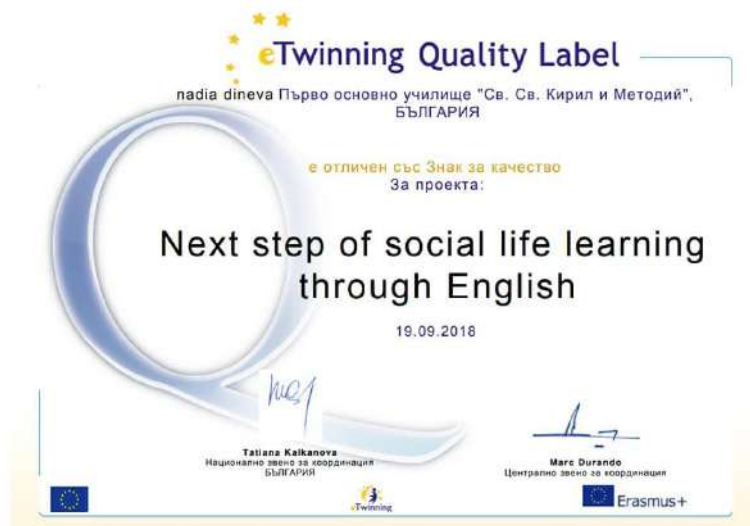 eTwinning Quality Label
nadia dineva Първо основно училище "Св. Св. Кирил и Методий",
БЪЛГАРИЯ
е отличен със Знак за качество
За проекта:
Next step of social life learning
through English
19.09.2018
Tatiana Kalkanova
Национално звено за координация
БЪЛГАРИЯ
Marc Durando
Централно звено за координация
eTwinning
Erasmus+